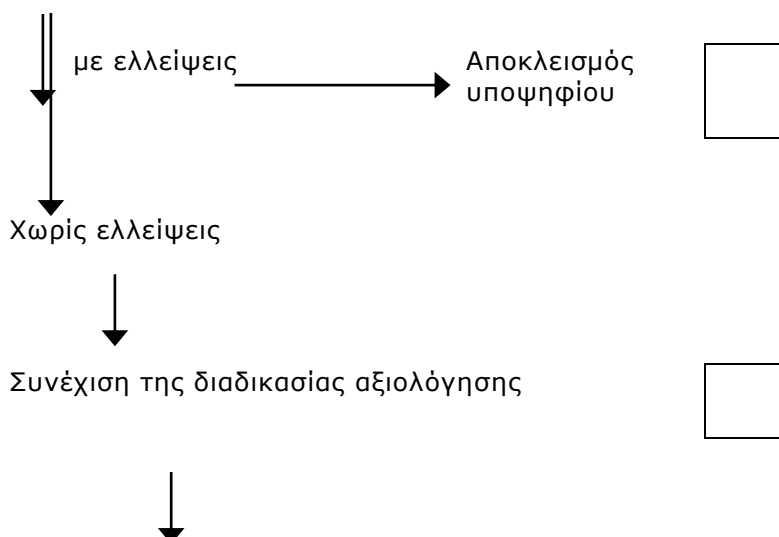 με ελλείψεις
Αποκλεισμός
υποψηφίου
Χωρίς ελλείψεις
Συνέχιση της διαδικασίας αξιολόγησης